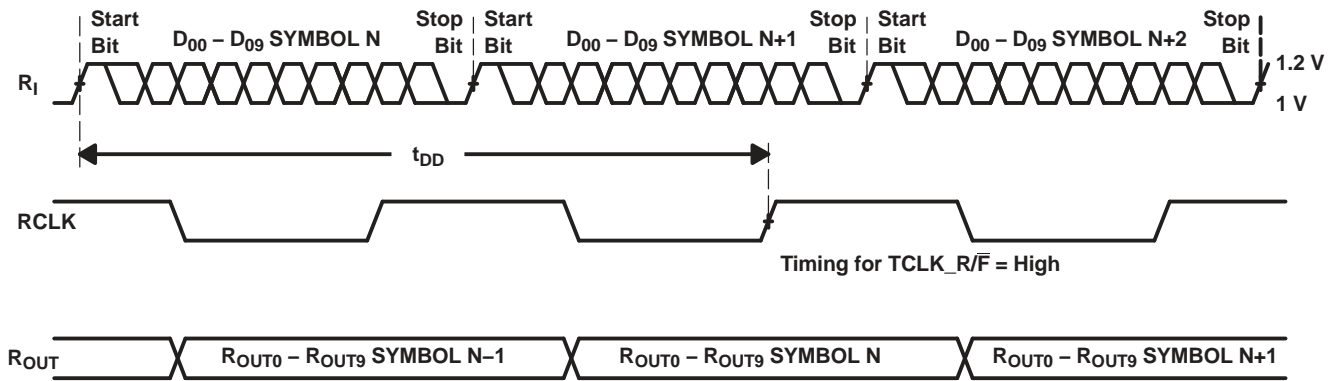 Start Bit
D00 – D09 SYMBOL N
Stop Bit
Start Bit
D00 – D09 SYMBOL N+1
Stop Bit
Start Bit
D00 – D09 SYMBOL N+2
Stop Bit
RI
1.2 V
1 V
tDD
RCLK
Timing for TCLK_R/F̅ = High
ROUT
ROUT0 – ROUT9 SYMBOL N–1
ROUT0 – ROUT9 SYMBOL N
ROUT0 – ROUT9 SYMBOL N+1